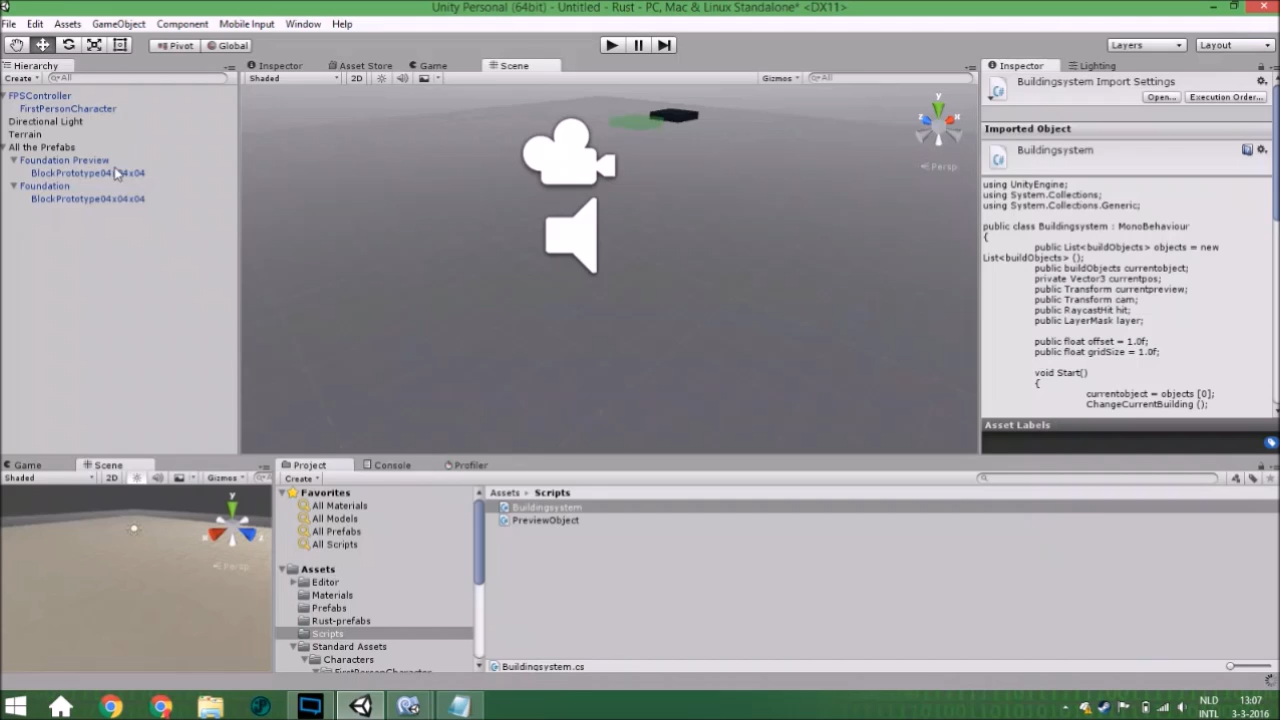 Unity Personal (64bit) - Untitled - Rust - PC, Mac & Linux Standalone* <DX11>
File Edit Assets GameObject Component Mobile Input Window Help
Pivot Global Layers Layout
Hierarchy
Create All
FPSController
FirstPersonCharacter
Directional Light
Terrain
All the Prefabs
Foundation Preview
BlockPrototype04x04x04
Foundation
BlockPrototype04x04x04
Inspector Asset Store Game Scene
Shaded 2D Gizmos All
y
z x
Persp
Inspector Lighting
Buildingsystem Import Settings
Open... Execution Order...
Imported Object
Buildingsystem
using UnityEngine;
using System.Collections;
using System.Collections.Generic;
public class Buildingsystem : MonoBehaviour
{
public List<buildObjects> objects = new
List<buildObjects> ();
public buildObjects currentobject;
private Vector3 currentpos;
public Transform currentpreview;
public Transform cam;
public RaycastHit hit;
public LayerMask layer;
public float offset = 1.0f;
public float gridSize = 1.0f;
void Start()
{
currentobject = objects [0];
ChangeCurrentBuilding ();
Asset Labels
Game Scene
Shaded 2D Gizmos
y
x z
Persp
Project Console Profiler
Create
Favorites
All Materials
All Models
All Prefabs
All Scripts
Assets
Editor
Materials
Prefabs
Rust-prefabs
Scripts
Standard Assets
Characters
FirstPersonCharacter
Assets Scripts
Buildingsystem
PreviewObject
Buildingsystem.cs
NLD
INTL
13:07
3-3-2016